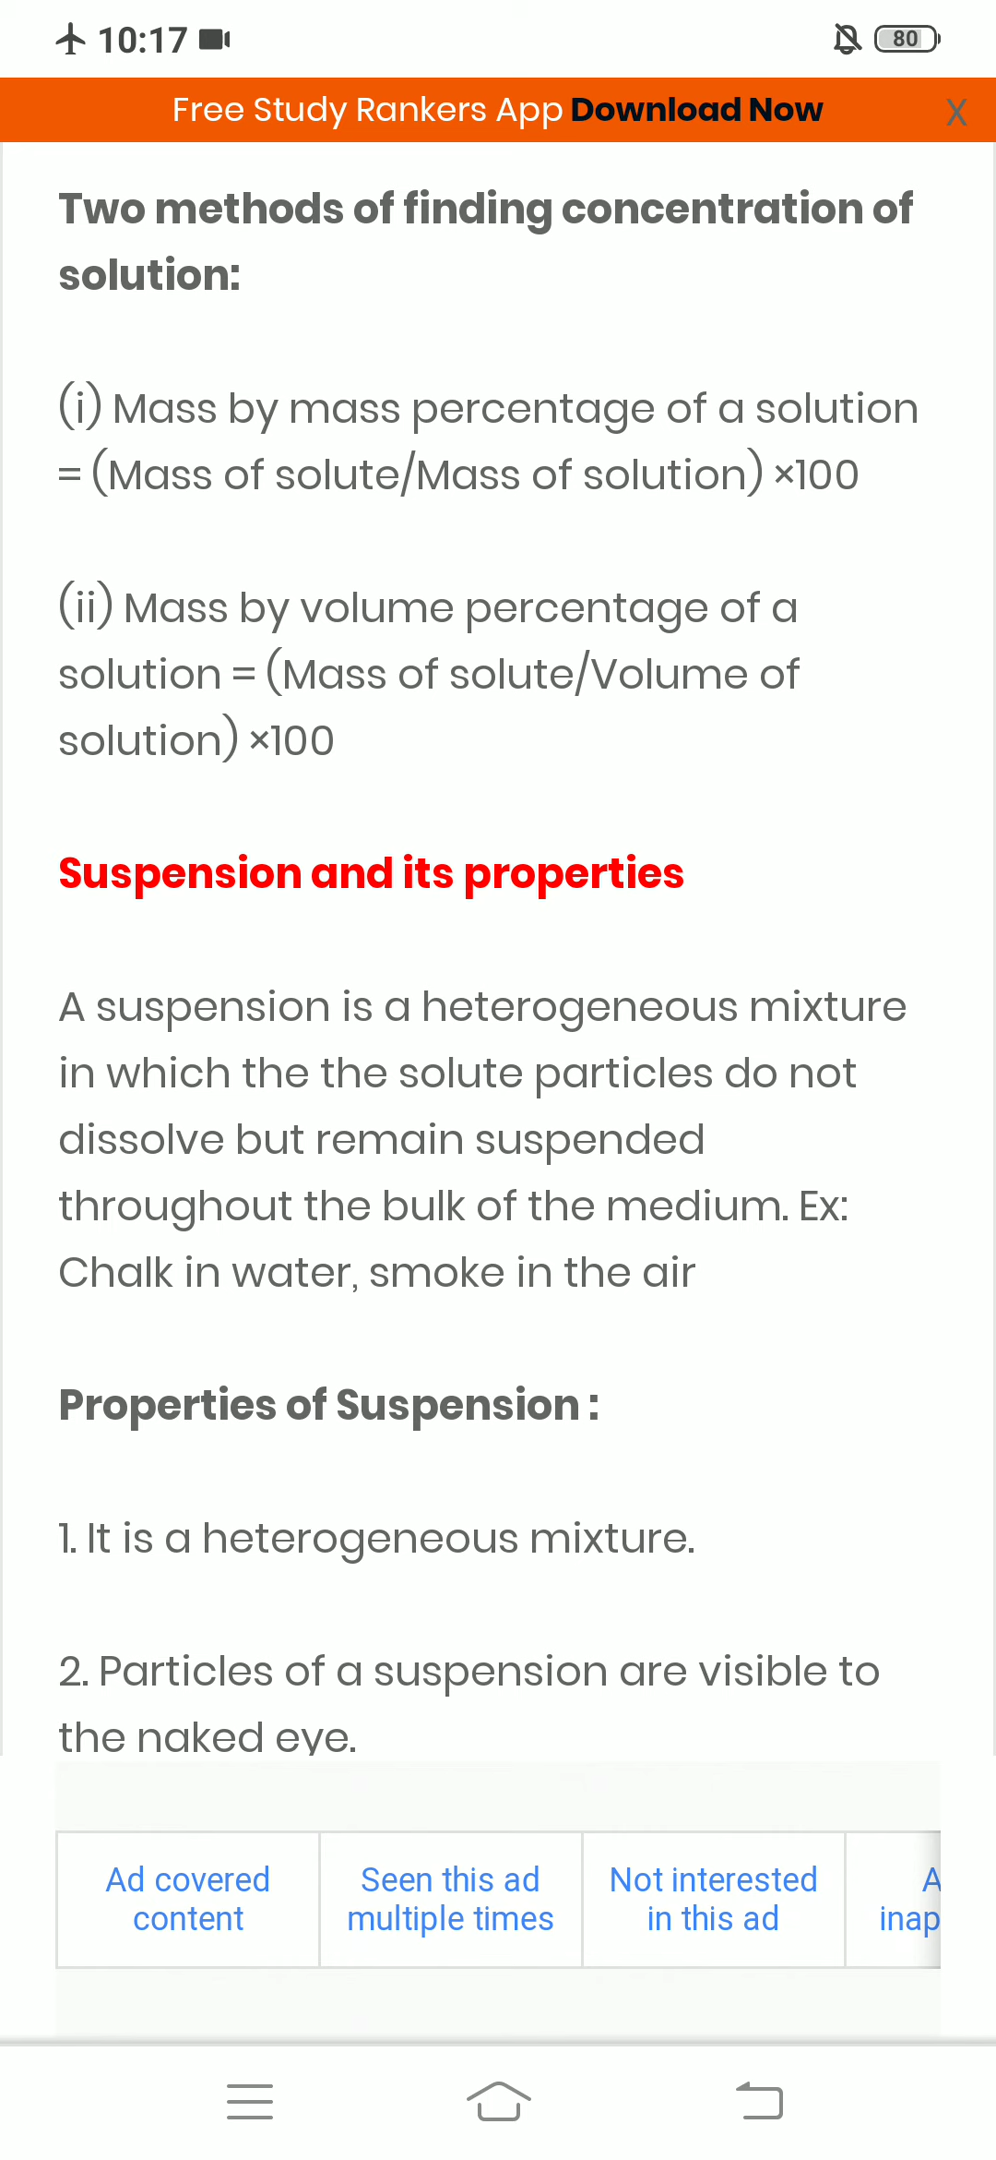 10:17
80
Free Study Rankers App Download Now X
Two methods of finding concentration of
solution:
(i) Mass by mass percentage of a solution
= (Mass of solute/Mass of solution) ×100
(ii) Mass by volume percentage of a
solution = (Mass of solute/Volume of
solution) ×100
Suspension and its properties
A suspension is a heterogeneous mixture
in which the the solute particles do not
dissolve but remain suspended
throughout the bulk of the medium. Ex:
Chalk in water, smoke in the air
Properties of Suspension :
1. It is a heterogeneous mixture.
2. Particles of a suspension are visible to
the naked eye.
Ad covered
content
Seen this ad
multiple times
Not interested
in this ad
A
inap